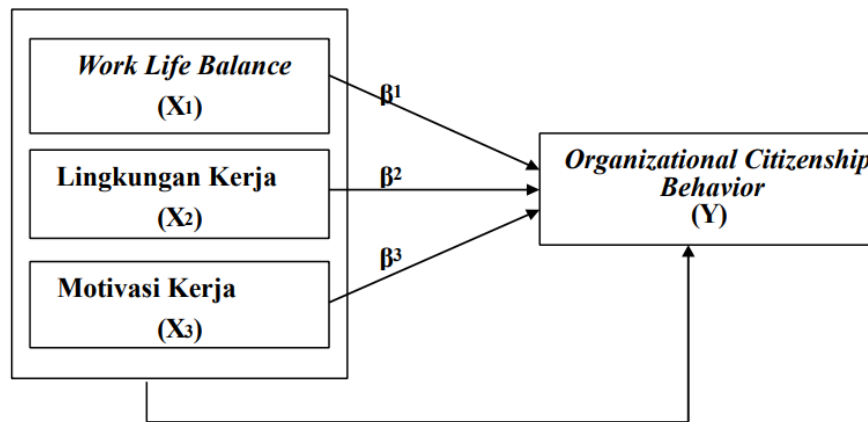 Work Life Balance
(X1)
β1
Lingkungan Kerja
(X2)
β2
Motivasi Kerja
(X3)
β3
Organizational Citizenship
Behavior
(Y)